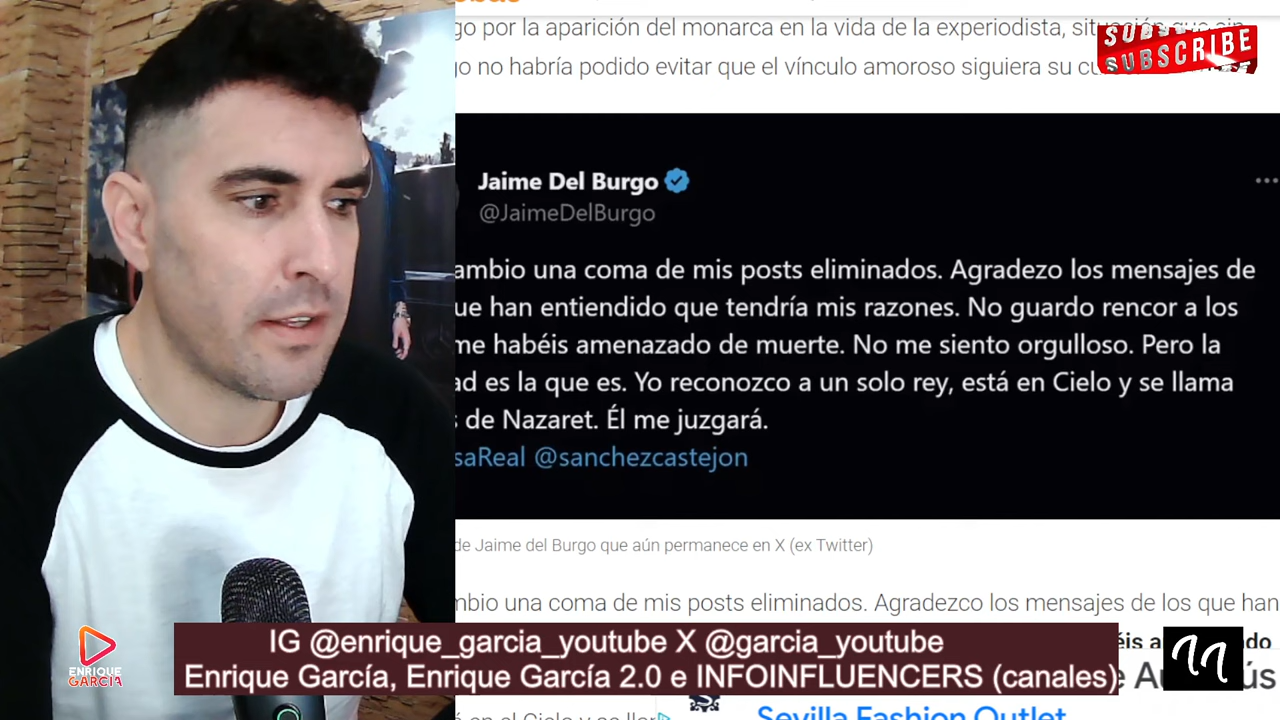 go por la aparición del monarca en la vida de la experiodista,
SUBSCRIBE
go no habría podido evitar que el vínculo amoroso siguiera su
Jaime Del Burgo
@JaimeDelBurgo
ambio una coma de mis posts eliminados. Agradezo los mensajes de
ue han entiendido que tendría mis razones. No guardo rencor a los
me habéis amenazado de muerte. No me siento orgulloso. Pero la
ad es la que es. Yo reconozco a un solo rey, está en Cielo y se llama
s de Nazaret. Él me juzgará.
saReal @sanchezcastejon
de Jaime del Burgo que aún permanece en X (ex Twitter)
mbio una coma de mis posts eliminados. Agradezco los mensajes de los que han
IG @enrique_garcia_youtube X @garcia_youtube
Enrique García, Enrique García 2.0 e INFOINFLUENCERS (canales)
ENRIQUE
GARCÍA
Sevilla Fashion Outlet